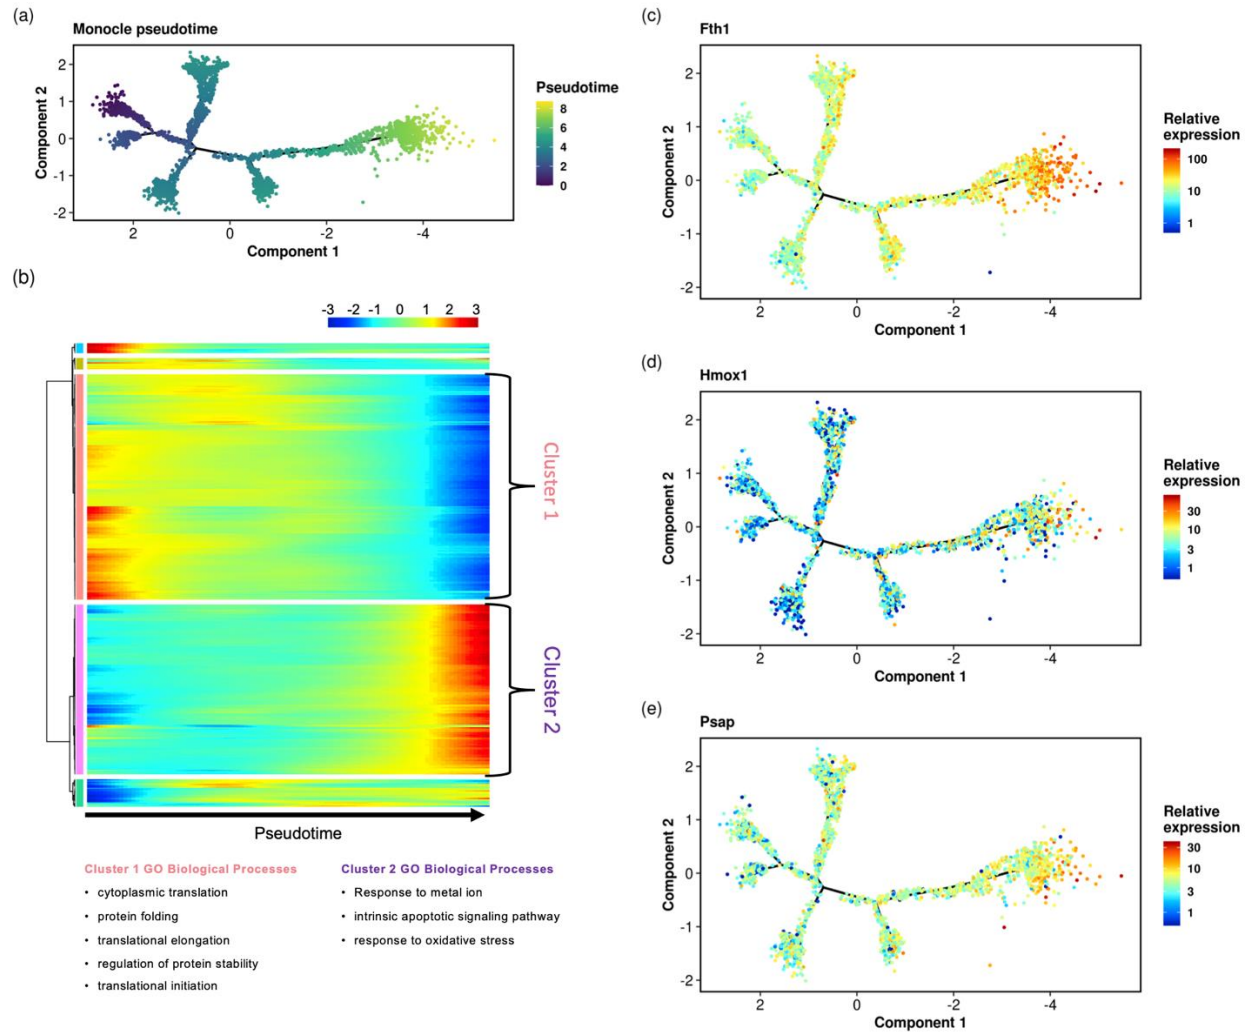 (a)
Monocle pseudotime
2
1
0
-1
-2
Component 2
2
0
-2
-4
Component 1
Pseudotime
8
6
4
2
0
(b)
-3 -2 -1 0 1 2 3
Cluster 1
Cluster 2
Pseudotime
Cluster 1 GO Biological Processes
• cytoplasmic translation
• protein folding
• translational elongation
• regulation of protein stability
• translational initiation
Cluster 2 GO Biological Processes
• Response to metal ion
• intrinsic apoptotic signaling pathway
• response to oxidative stress
(c)
Fth1
2
1
0
-1
-2
Component 2
2
0
-2
-4
Component 1
Relative
expression
100
10
1
(d)
Hmox1
2
1
0
-1
-2
Component 2
2
0
-2
-4
Component 1
Relative
expression
30
10
3
1
(e)
Psap
2
1
0
-1
-2
Component 2
2
0
-2
-4
Component 1
Relative
expression
30
10
3
1